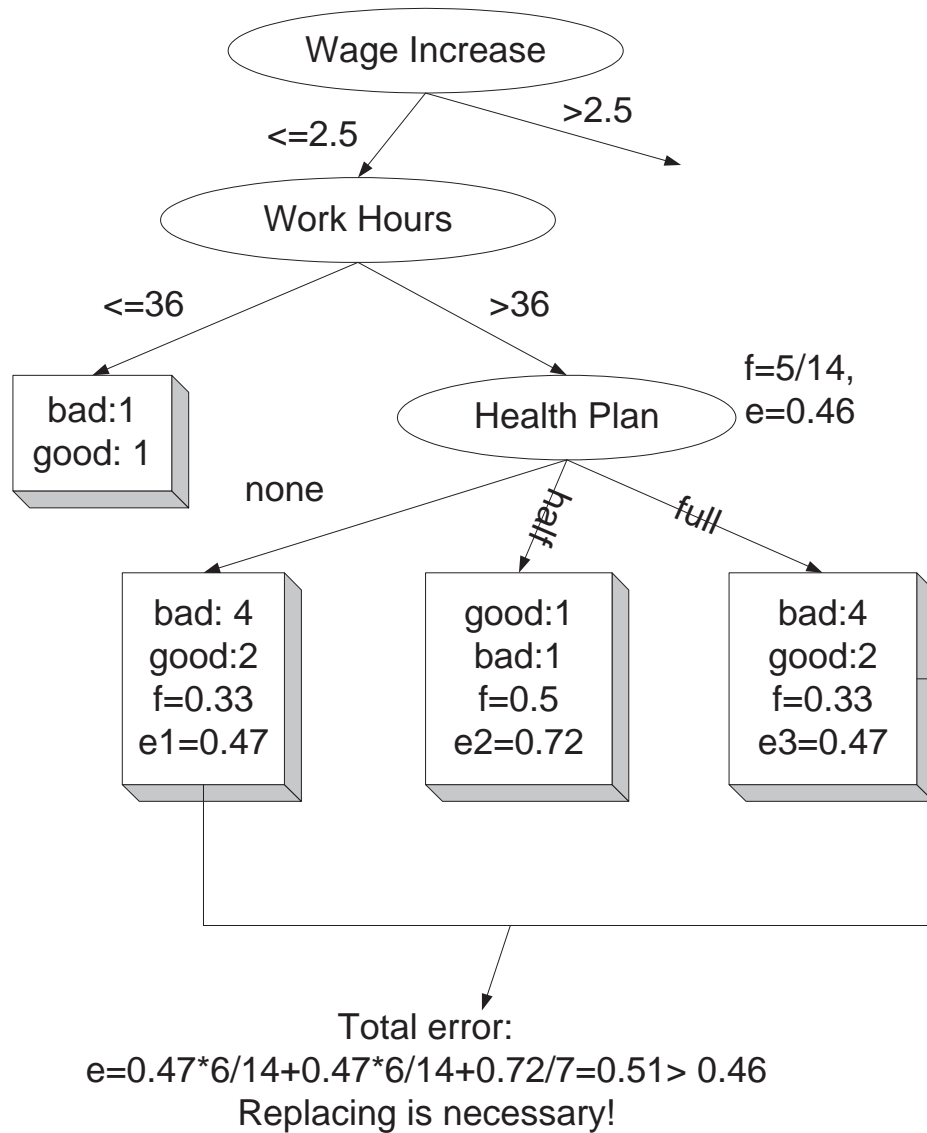 Wage Increase
<=2.5
>2.5
Work Hours
<=36
>36
bad:1
good: 1
Health Plan
f=5/14,
e=0.46
none
half
full
bad: 4
good:2
f=0.33
e1=0.47
good:1
bad:1
f=0.5
e2=0.72
bad:4
good:2
f=0.33
e3=0.47
Total error:
e=0.47*6/14+0.47*6/14+0.72/7=0.51> 0.46
Replacing is necessary!